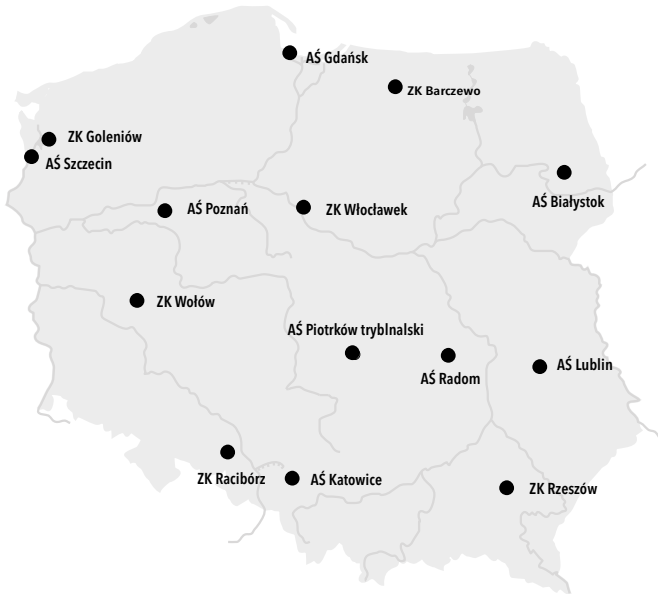 AŚ Gdańsk
ZK Barczewo
ZK Goleniów
AŚ Szczecin
AŚ Białystok
AŚ Poznań
ZK Włocławek
ZK Wołów
AŚ Piotrków tryblnalski
AŚ Radom
AŚ Lublin
ZK Racibórz
AŚ Katowice
ZK Rzeszów